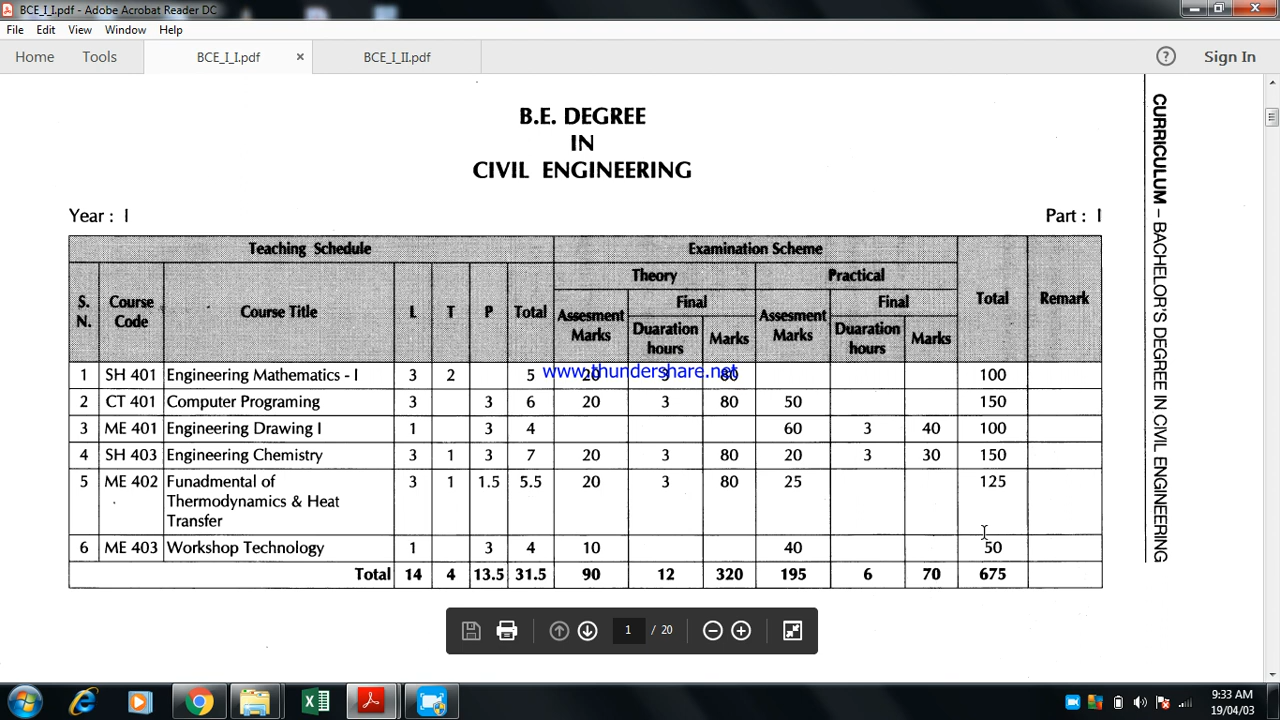 BCE_I_I.pdf - Adobe Acrobat Reader DC
File Edit View Window Help
Home Tools BCE_I_I.pdf × BCE_I_II.pdf ? Sign In
B.E. DEGREE
IN
CIVIL ENGINEERING
Year : I Part : I
Teaching Schedule Examination Scheme Total Remark
Theory Practical
S. N. Course Code Course Title L T P Total Assesment Marks Final Assesment Marks Final
Duaration hours Marks Duaration hours Marks
1 SH 401 Engineering Mathematics - I 3 2 5 20 3 80 100
www.thundershare.net
2 CT 401 Computer Programing 3 3 6 20 3 80 50 150
3 ME 401 Engineering Drawing I 1 3 4 60 3 40 100
4 SH 403 Engineering Chemistry 3 1 3 7 20 3 80 20 3 30 150
5 ME 402 Funadmental of 3 1 1.5 5.5 20 3 80 25 125
Thermodynamics & Heat
Transfer
6 ME 403 Workshop Technology 1 3 4 10 40 50
Total 14 4 13.5 31.5 90 12 320 195 6 70 675
CURRICULUM – BACHELOR'S DEGREE IN CIVIL ENGINEERING
1 / 20
9:33 AM
19/04/03